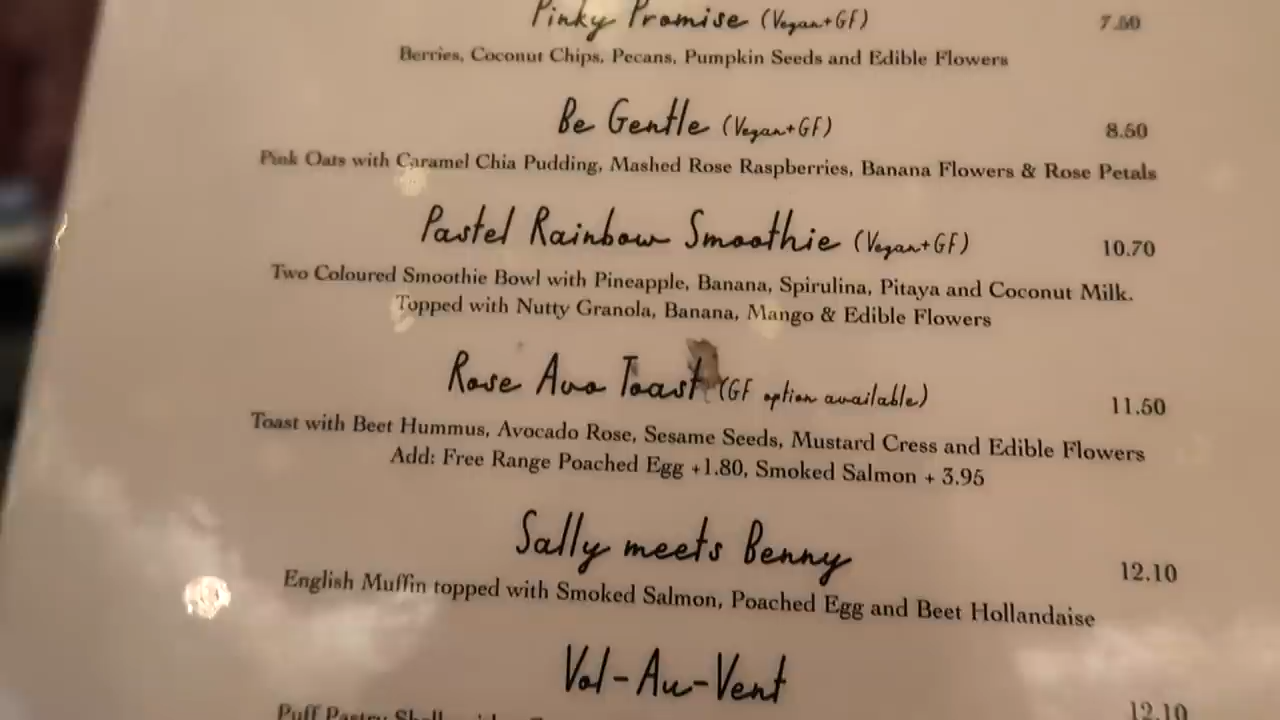 Pinky Promise (Vegan+GF) 7.50
Berries, Coconut Chips, Pecans, Pumpkin Seeds and Edible Flowers
Be Gentle (Vegan+GF) 8.50
Pink Oats with Caramel Chia Pudding, Mashed Rose Raspberries, Banana Flowers & Rose Petals
Pastel Rainbow Smoothie (Vegan+GF) 10.70
Two Coloured Smoothie Bowl with Pineapple, Banana, Spirulina, Pitaya and Coconut Milk.
Topped with Nutty Granola, Banana, Mango & Edible Flowers
Rose Avo Toast (GF option available) 11.50
Toast with Beet Hummus, Avocado Rose, Sesame Seeds, Mustard Cress and Edible Flowers
Add: Free Range Poached Egg +1.80, Smoked Salmon + 3.95
Sally meets Benny 12.10
English Muffin topped with Smoked Salmon, Poached Egg and Beet Hollandaise
Vol-Au-Vent 12.10
Puff Pastry Shell